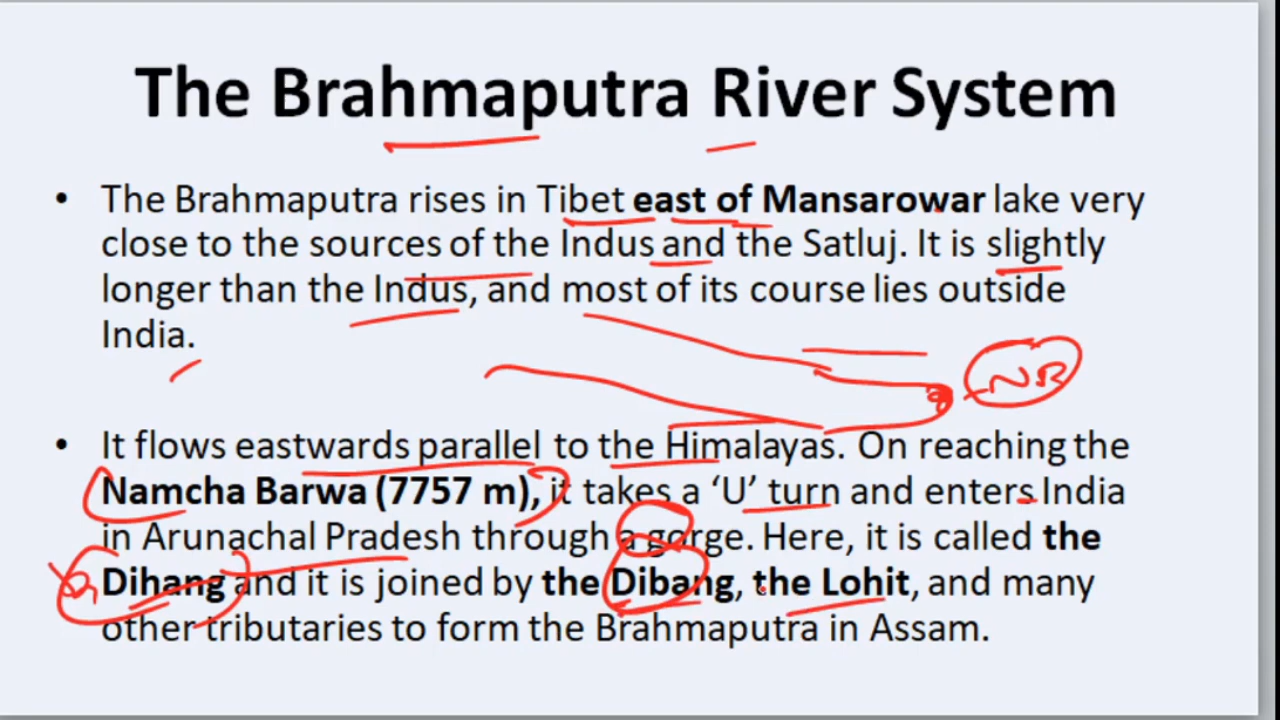 The Brahmaputra River System
• The Brahmaputra rises in Tibet east of Mansarowar lake very
close to the sources of the Indus and the Satluj. It is slightly
longer than the Indus, and most of its course lies outside
India.
NB
• It flows eastwards parallel to the Himalayas. On reaching the
Namcha Barwa (7757 m), it takes a ‘U’ turn and enters India
in Arunachal Pradesh through a gorge. Here, it is called the
Dihang and it is joined by the Dibang, the Lohit, and many
other tributaries to form the Brahmaputra in Assam.